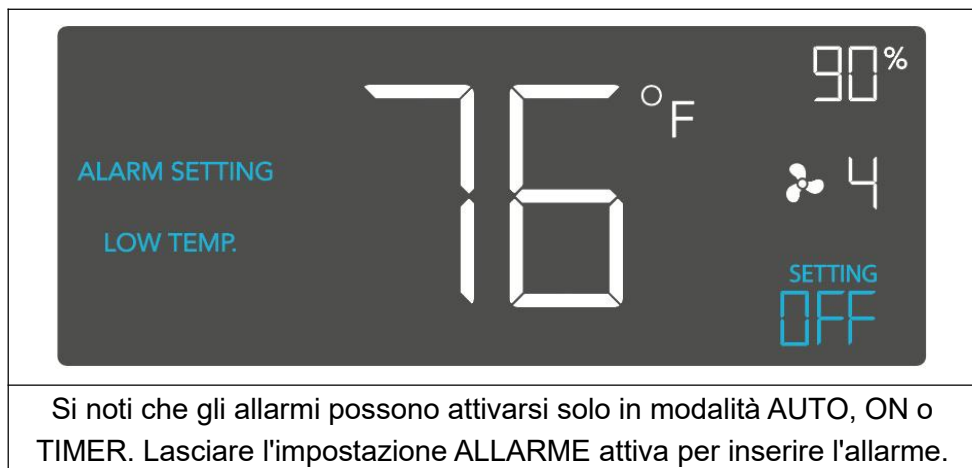 90%
76°F
4
ALARM SETTING
LOW TEMP.
SETTING
OFF
Si noti che gli allarmi possono attivarsi solo in modalità AUTO, ON o
TIMER. Lasciare l'impostazione ALLARME attiva per inserire l'allarme.